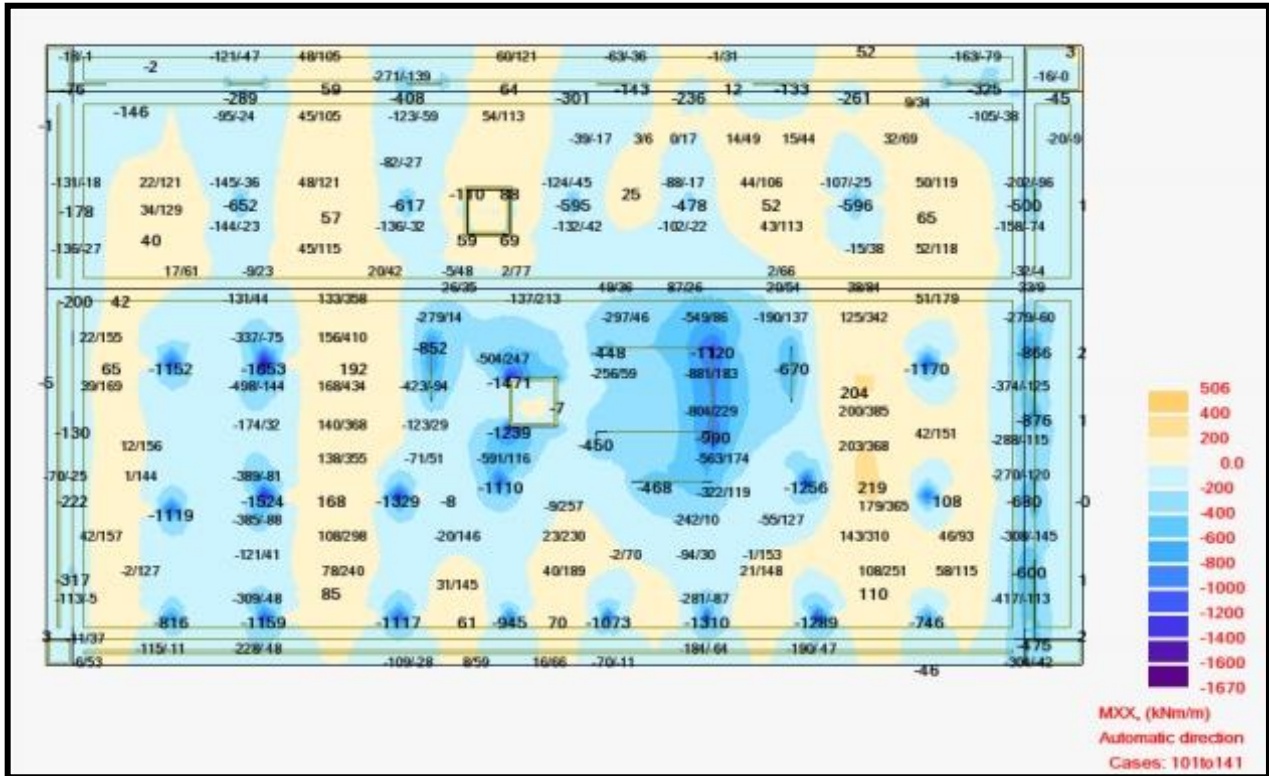 -18/-1 -121/-47 48/105 60/121 -63/-36 -1/31 52 -163/-79 3
-2 -271/-139 -16/-0
-76 59 64 -143 12 -133 -325
-289 -408 -301 -236 -261 9/34 -45
-146 -95/-24 45/105 -123/-59 54/113 -105/-38
-1
-39/-17 3/6 0/17 14/49 15/44 32/69 -20/-9
-82/-27
-131/-18 22/121 -145/-36 48/121 -124/-45 -88/-17 44/106 -107/-25 50/119 -202/-96
-110 88 25
-178 34/129 -652 57 -617 -595 -478 52 -596 65 -500 1
-136/-27 40 -144/-23 45/115 -136/-32 59 69 -132/-42 -102/-22 43/113 -15/38 52/118 -158/-74
17/61 -9/23 20/42 -5/48 2/77 2/66 -32/-4
26/35 49/36 87/26 20/54 38/84 23/9
-200 42 -131/44 133/358 -137/213 51/179
-279/14 -297/46 -549/86 -190/137 125/342 -279/-60
22/155 -337/-75 156/410
-852 -504/247 -448 -1120 -866 2
65 -1152 -1653 192 -256/59 -881/183 -670 -1170
-5 39/169 -498/-144 168/434 -423/-94 -1471 204 -374/-125
-7 -804/229 200/385
-130 -174/32 140/368 -123/29 -1239 -990 42/151 -876 1
12/156 -450 203/368 -288/-115
138/355 -71/51 -591/116 -563/174
-70/-25 1/144 -389/-81 -270/-120
-222 -1524 168 -1329 -8 -1110 -468 -322/119 -1256 219 108 -680 -0
-1119 -385/-88 -9257 -242/10 -55/127 179/365
42/157 108/298 -20/146 23/230 143/310 46/93 -308/-145
-121/41 -2/70 -94/30 -1/153
-317 -2/127 78/240 31/145 40/189 21/148 108/251 58/115 -600 1
-113/-5 -309/-48 85 -281/-87 110 -417/-113
-816 -1159 -1117 61 -945 70 -1073 -1310 -1289 -746
3 -11/37 -475 2
-115/-11 -228/-48 -184/-64 -190/-47
-6/53 -109/-28 8/59 16/66 -70/-11 -46 -304/-42
506
400
200
0.0
-200
-400
-600
-800
-1000
-1200
-1400
-1600
-1670
MXX, (kNm/m)
Automatic direction
Cases: 101to141